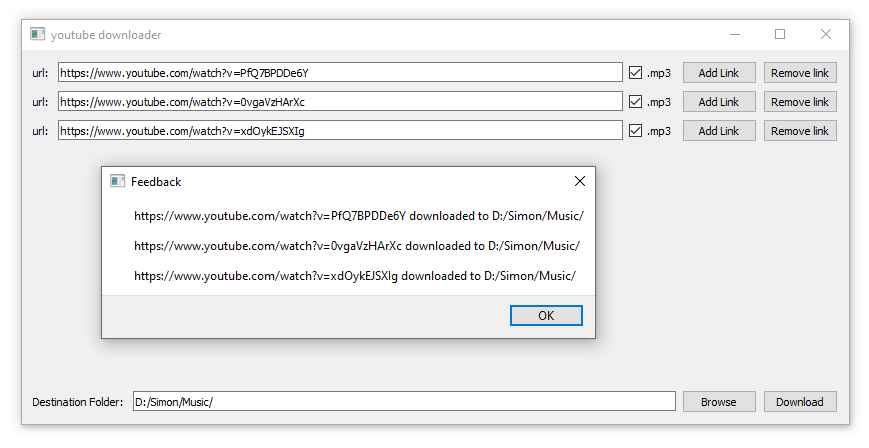 youtube downloader
url: https://www.youtube.com/watch?v=PfQ7BPDDe6Y .mp3 Add Link Remove link
url: https://www.youtube.com/watch?v=0vgaVzHArXc .mp3 Add Link Remove link
url: https://www.youtube.com/watch?v=xdOykEJSXIg .mp3 Add Link Remove link
Feedback
https://www.youtube.com/watch?v=PfQ7BPDDe6Y downloaded to D:/Simon/Music/
https://www.youtube.com/watch?v=0vgaVzHArXc downloaded to D:/Simon/Music/
https://www.youtube.com/watch?v=xdOykEJSXIg downloaded to D:/Simon/Music/
OK
Destination Folder: D:/Simon/Music/ Browse Download